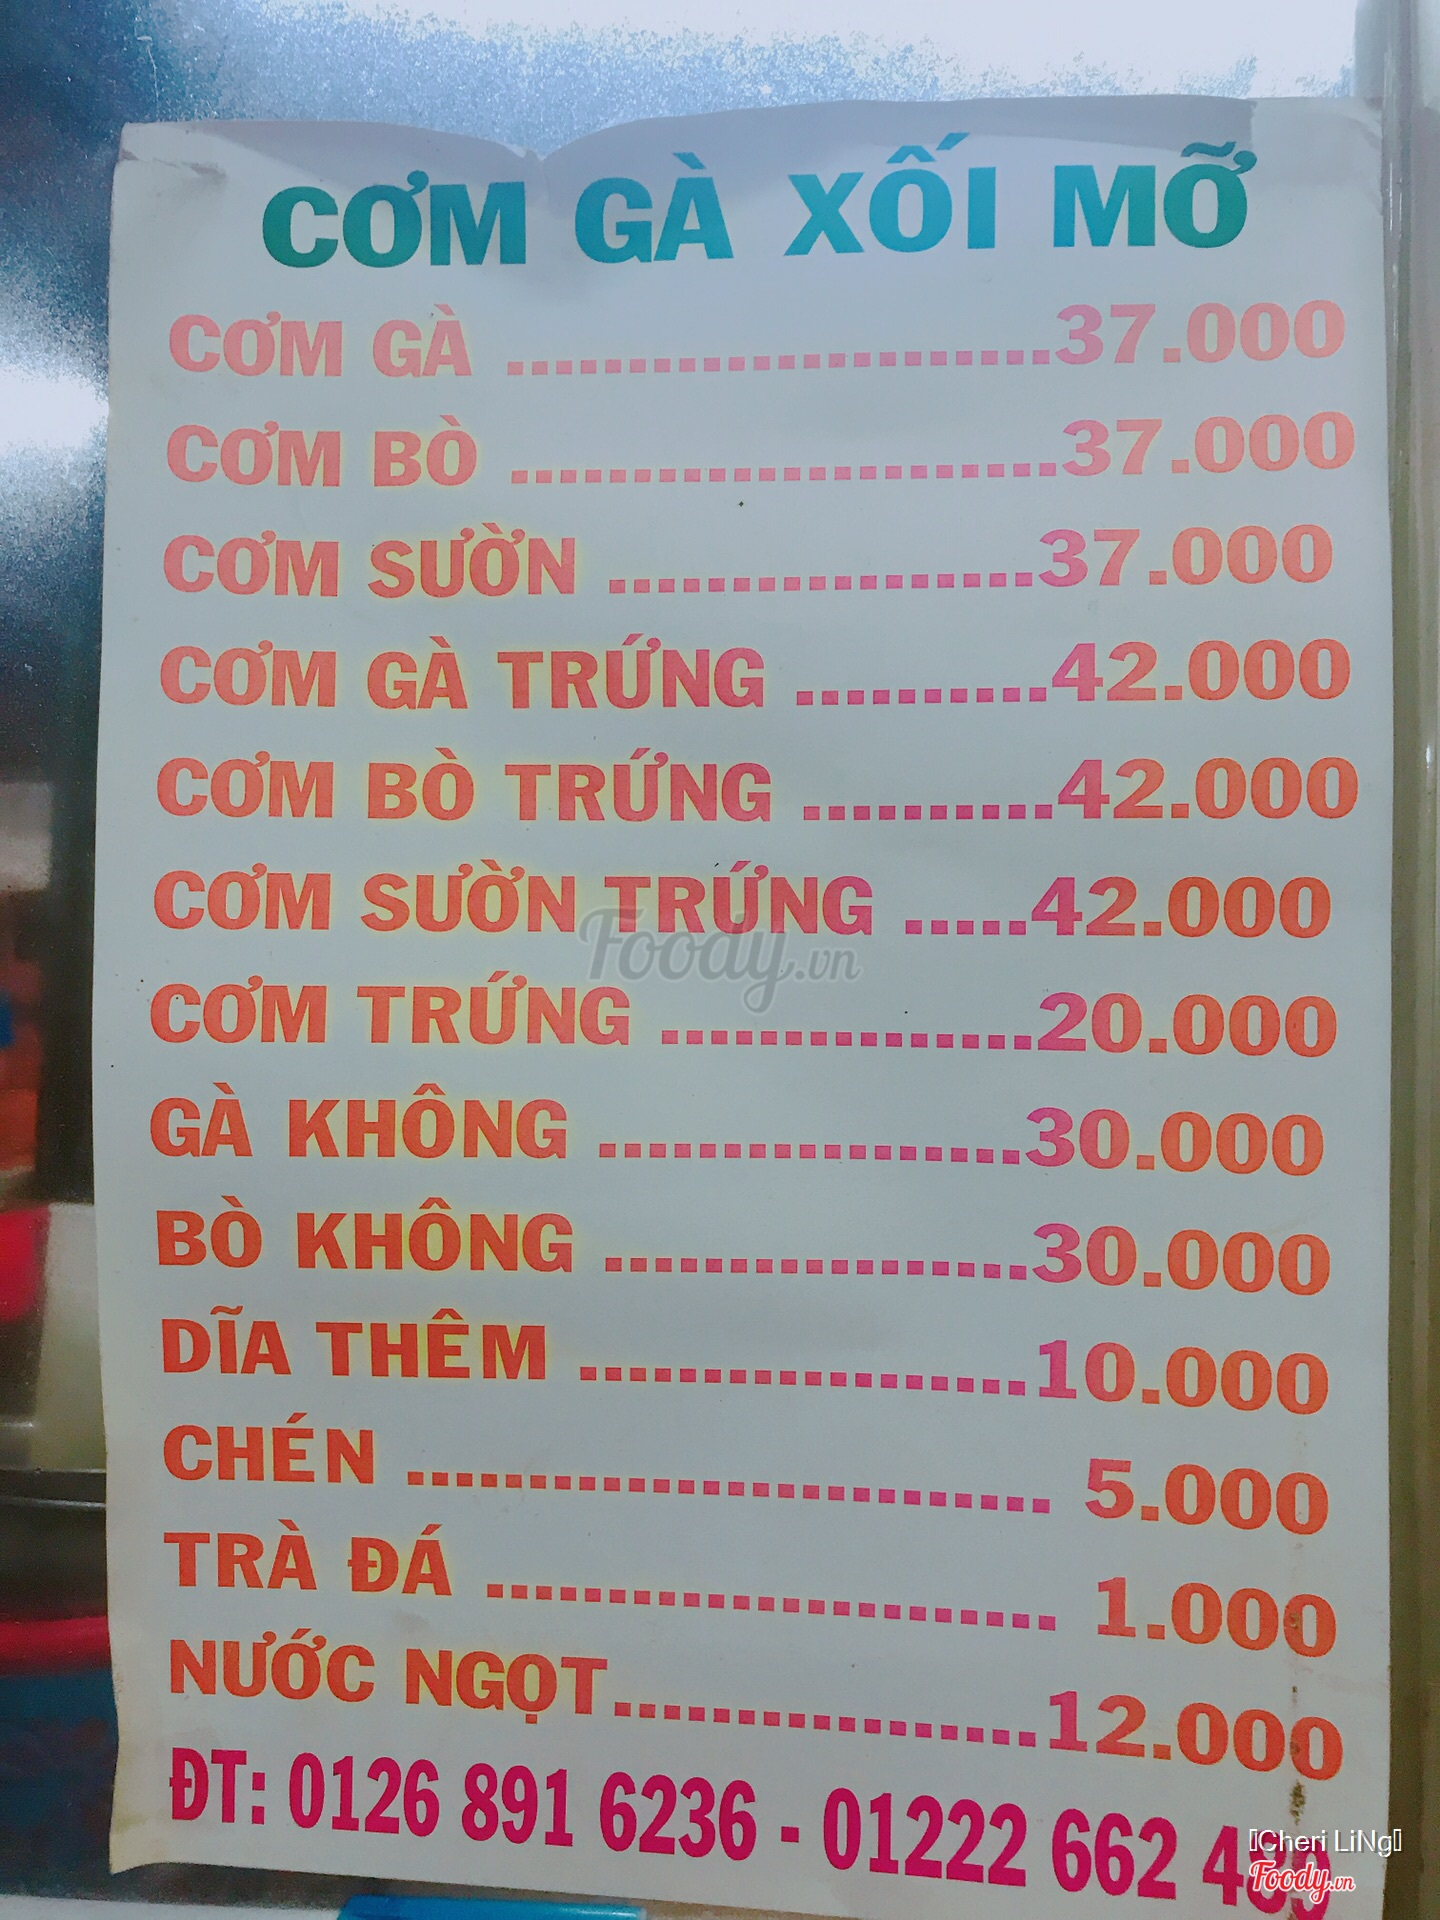 CƠM GÀ XỐI MỠ
CƠM GÀ ......................37.000
CƠM BÒ ......................37.000
CƠM SƯỜN .................37.000
CƠM GÀ TRỨNG ..........42.000
CƠM BÒ TRỨNG ..........42.000
CƠM SƯỜN TRỨNG .....42.000
CƠM TRỨNG ...............20.000
GÀ KHÔNG .................30.000
BÒ KHÔNG .................30.000
DĨA THÊM ..................10.000
CHÉN .......................... 5.000
TRÀ ĐÁ ....................... 1.000
NƯỚC NGỌT.................12.000
ĐT: 0126 891 6236 - 01222 662
Foody.vn
Cheri LiNg
Foody.vn